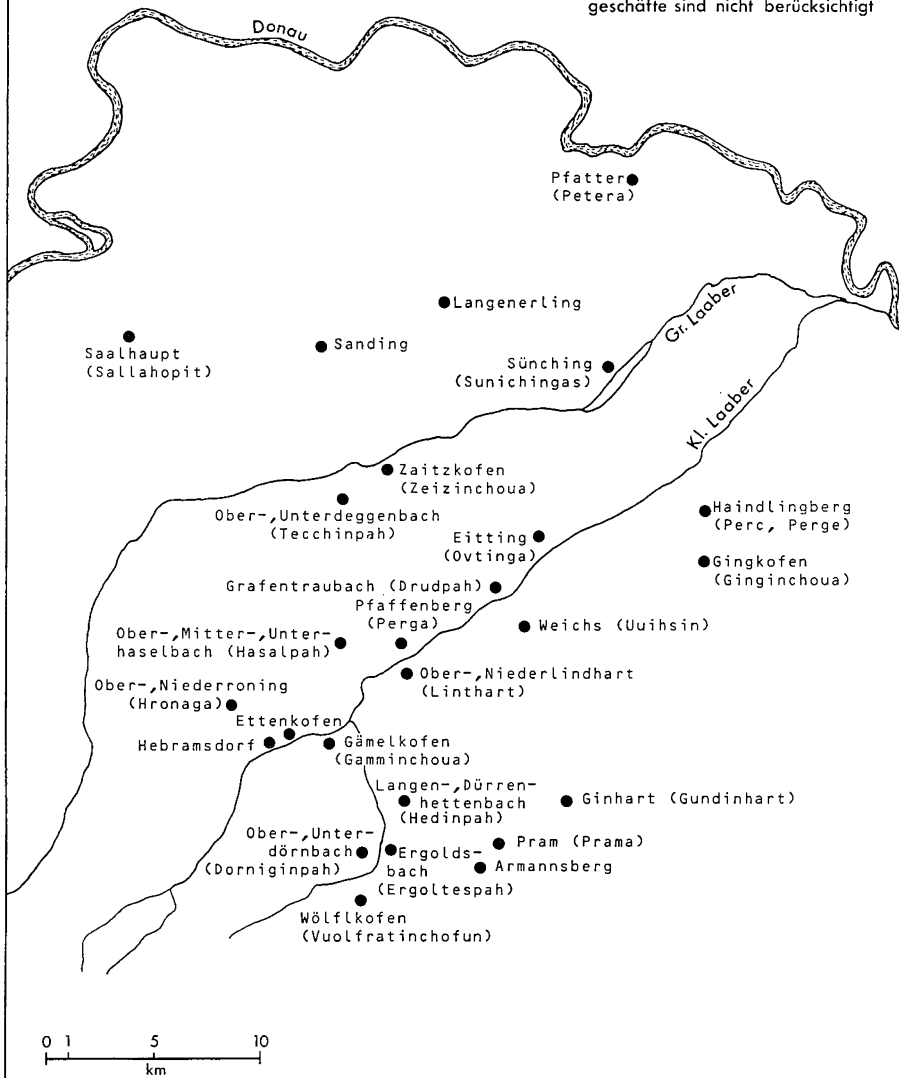 geschäfte sind nicht berücksichtigt
Donau
Pfatter
(Petera)
Langenerling
Gr. Laaber
Saalhaupt
(Sallahopit)
Sanding
Sünching
(Sunichingas)
Kl. Laaber
Zaitzkofen
(Zeizinchoua)
Ober-,Unterdeggenbach
(Tecchinpah)
Haindlingberg
(Perc, Perge)
Eitting
(Ovtinga)
Gingkofen
(Ginginchoua)
Grafentraubach (Drudpah)
Pfaffenberg
(Perga)
Weichs (Uuihsin)
Ober-,Mitter-,Unter-
haselbach (Hasalpah)
Ober-,Niederlindhart
(Linthart)
Ober-,Niederroning
(Hronaga)
Ettenkofen
Hebramsdorf
Gämelkofen
(Gamminchoua)
Langen-,Dürren-
hettenbach
(Hedinpah)
Ginhart (Gundinhart)
Ober-,Unter-
dörnbach
(Dorniginpah)
Ergolds-
bach
(Ergoltespah)
Pram (Prama)
Armannsberg
Wölflkofen
(Vuolfratinchofun)
0 1 5 10
km